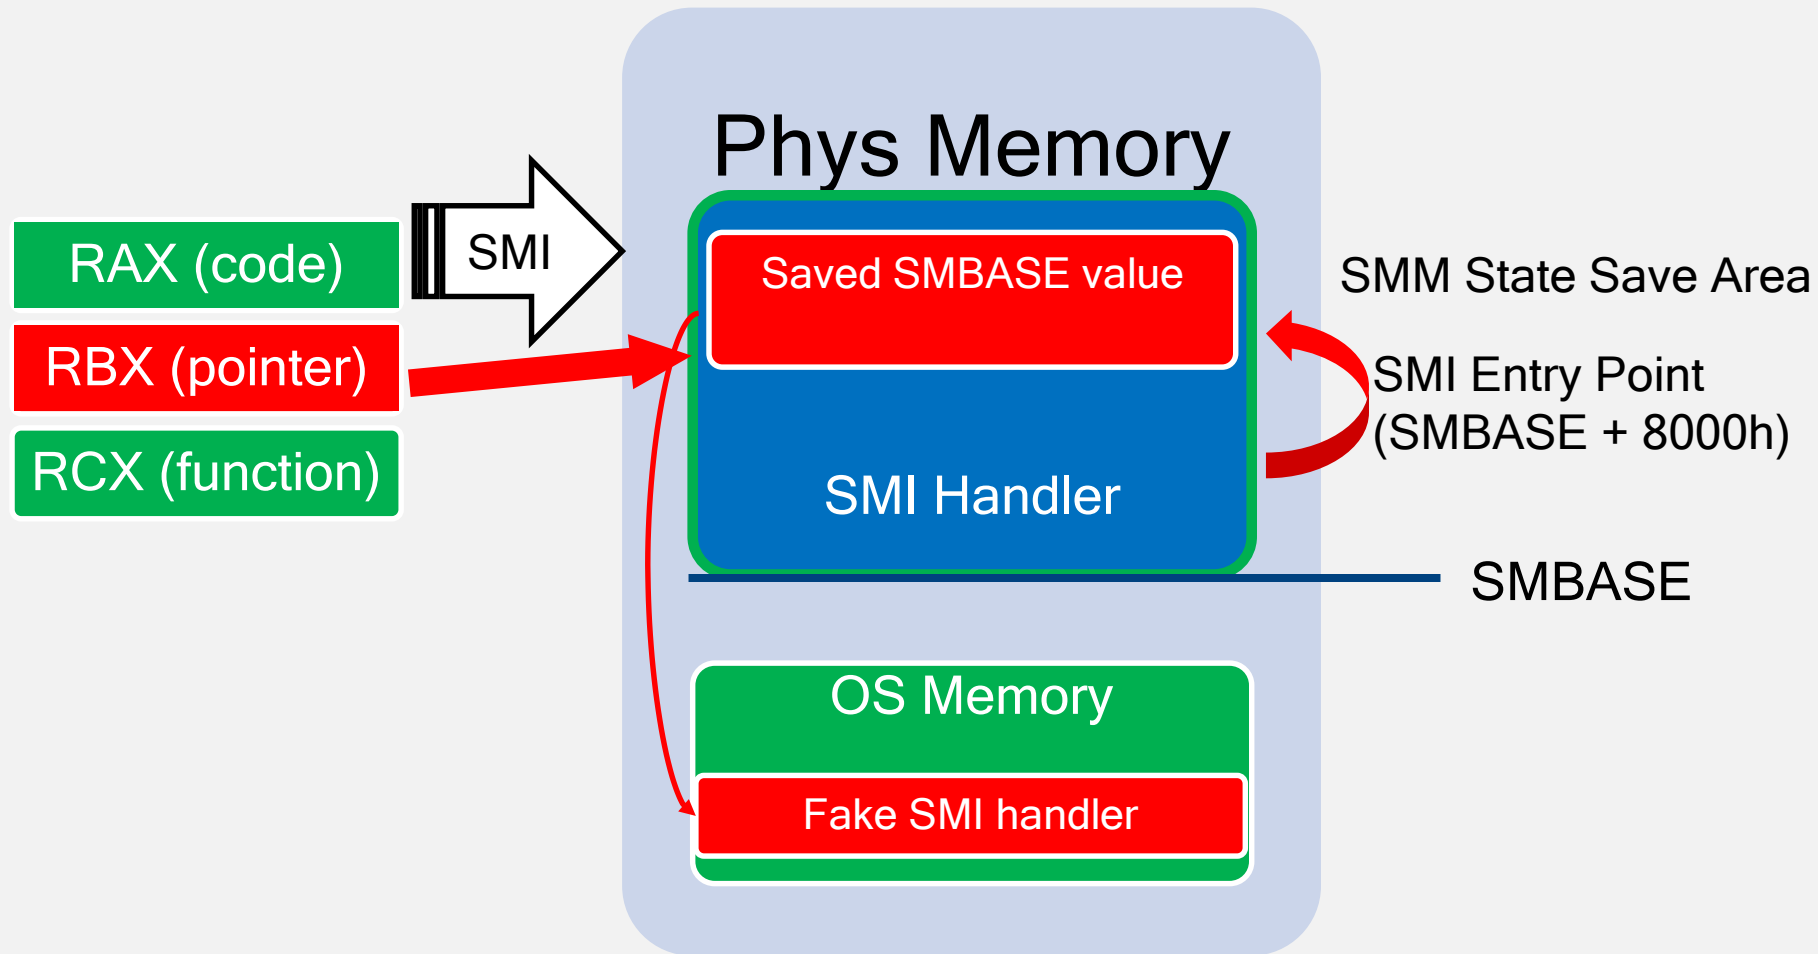 Phys Memory
RAX (code)
SMI
RBX (pointer)
RCX (function)
Saved SMBASE value
SMI Handler
SMM State Save Area
SMI Entry Point
(SMBASE + 8000h)
SMBASE
OS Memory
Fake SMI handler